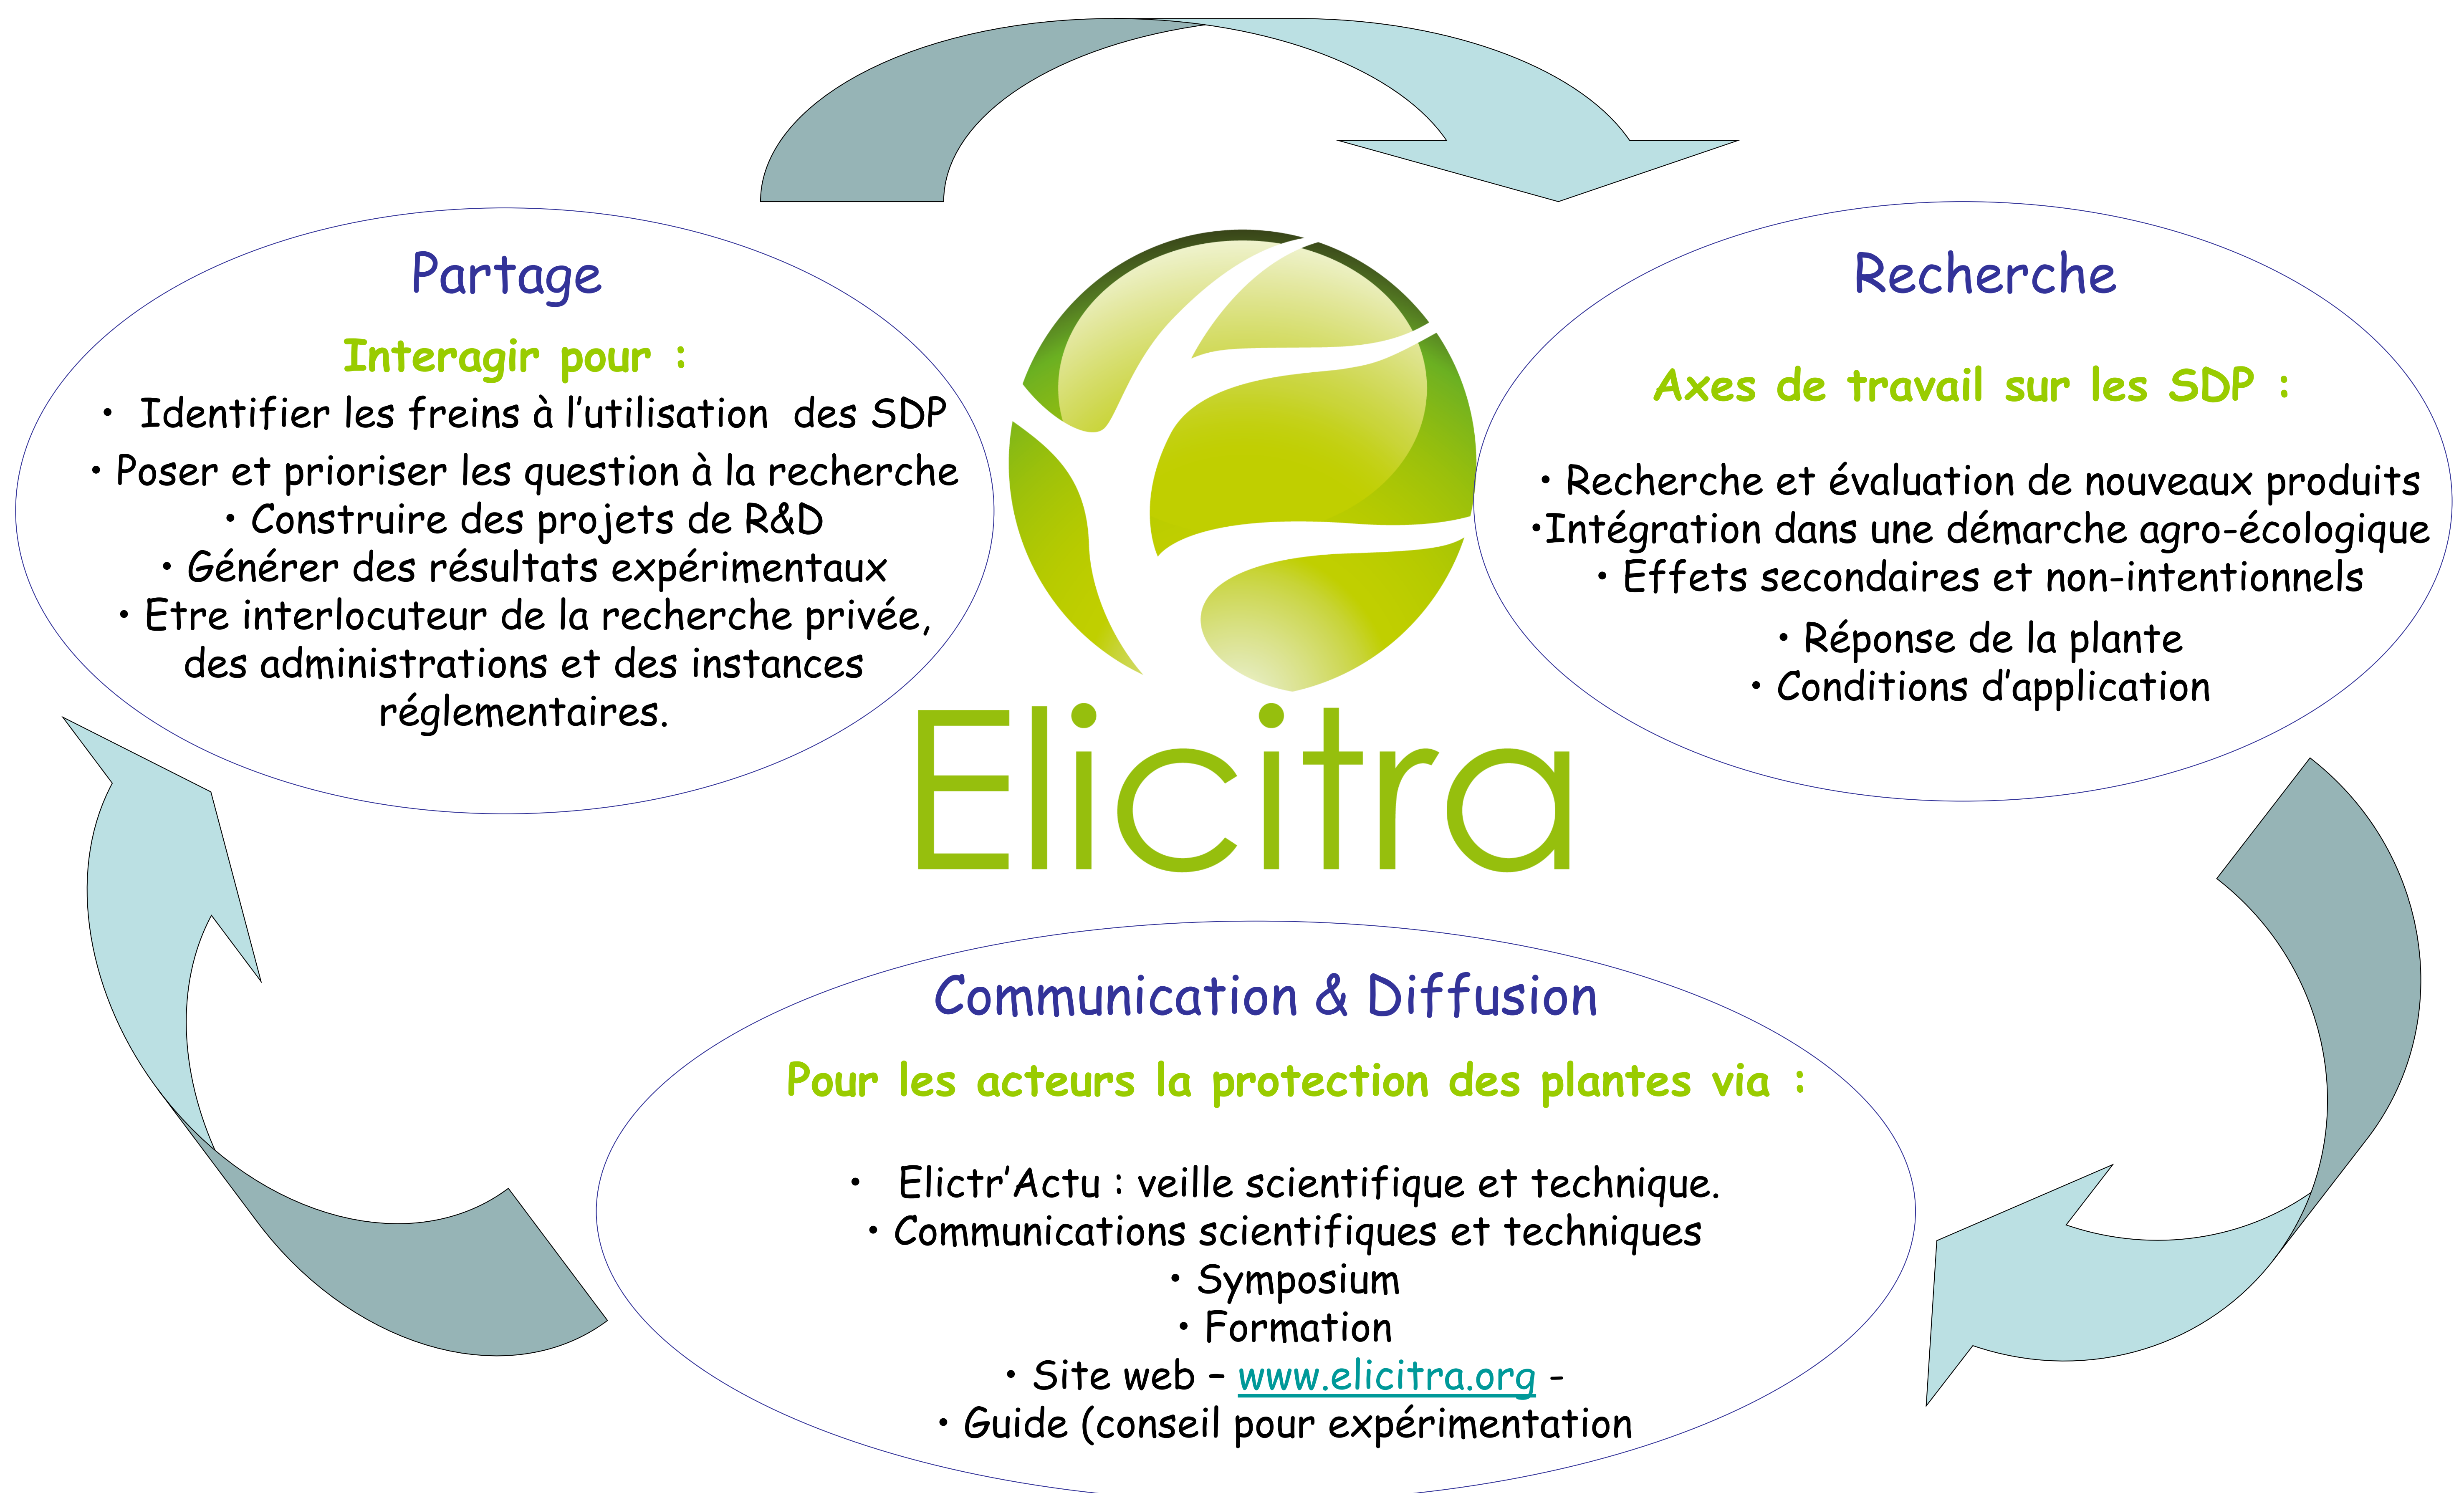 Partage
Interagir pour :
• Identifier les freins à l'utilisation des SDP
• Poser et prioriser les question à la recherche
• Construire des projets de R&D
• Générer des résultats expérimentaux
• Etre interlocuteur de la recherche privée,
des administrations et des instances
réglementaires.
Recherche
Axes de travail sur les SDP :
• Recherche et évaluation de nouveaux produits
•Intégration dans une démarche agro-écologique
• Effets secondaires et non-intentionnels
• Réponse de la plante
• Conditions d'application
Elicitra
Communication & Diffusion
Pour les acteurs la protection des plantes via :
• Elictr'Actu : veille scientifique et technique.
• Communications scientifiques et techniques
• Symposium
• Formation
• Site web – www.elicitra.org -
• Guide (conseil pour expérimentation